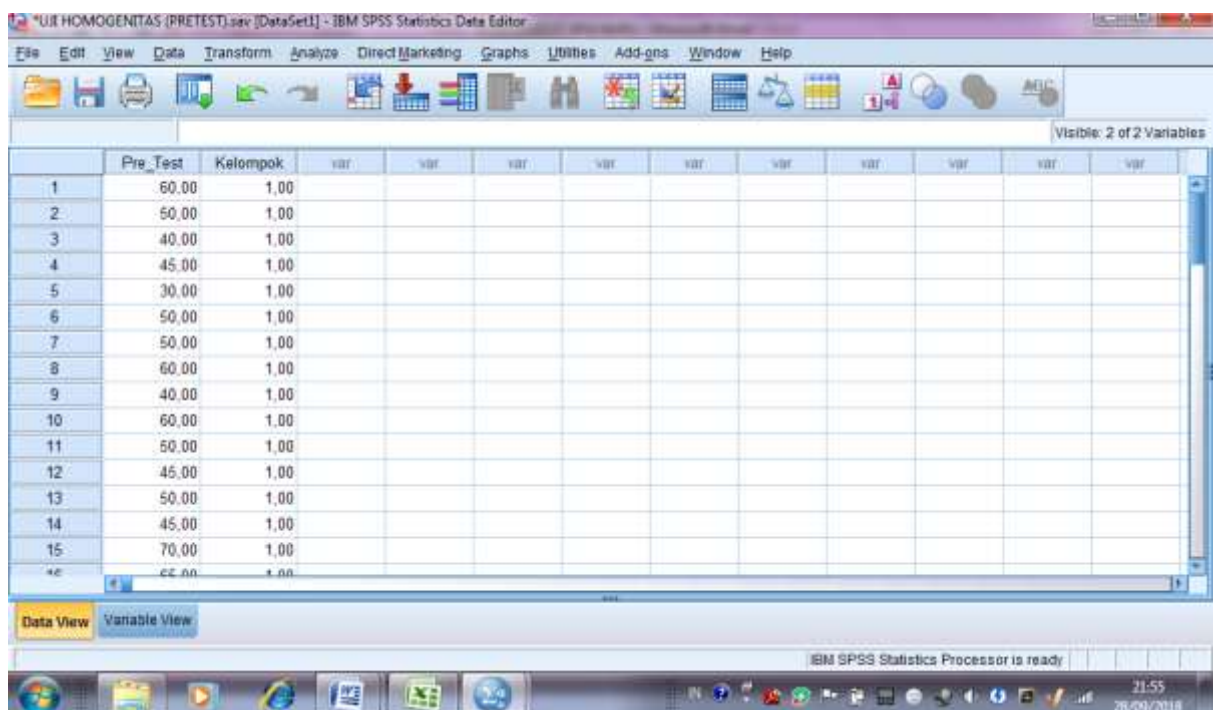 *UJI HOMOGENITAS (PRETEST).sav [DataSet1] - IBM SPSS Statistics Data Editor
File Edit View Data Transform Analyze Direct Marketing Graphs Utilities Add-ons Window Help
Visible: 2 of 2 Variables
Pre_Test Kelompok var var var var var var var var var var
1 60,00 1,00
2 50,00 1,00
3 40,00 1,00
4 45,00 1,00
5 30,00 1,00
6 50,00 1,00
7 50,00 1,00
8 60,00 1,00
9 40,00 1,00
10 60,00 1,00
11 50,00 1,00
12 45,00 1,00
13 50,00 1,00
14 45,00 1,00
15 70,00 1,00
Data View Variable View
IBM SPSS Statistics Processor is ready
IN 21:55
28/09/2018